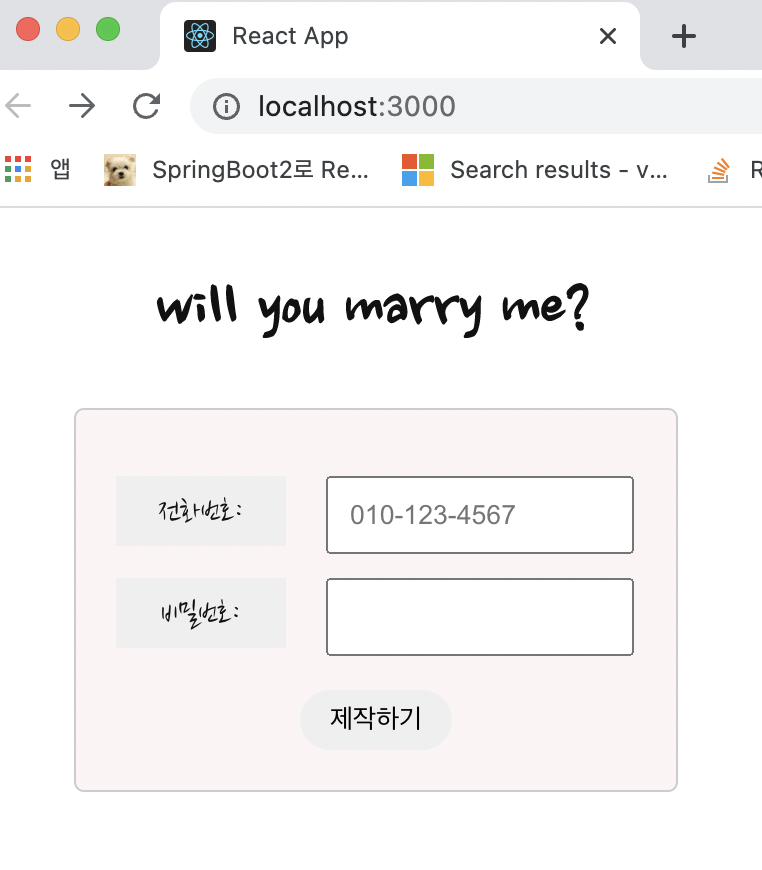 React App
localhost:3000
앱 SpringBoot2로 Re... Search results - v... R
will you marry me?
전화번호: 010-123-4567
비밀번호:
제작하기